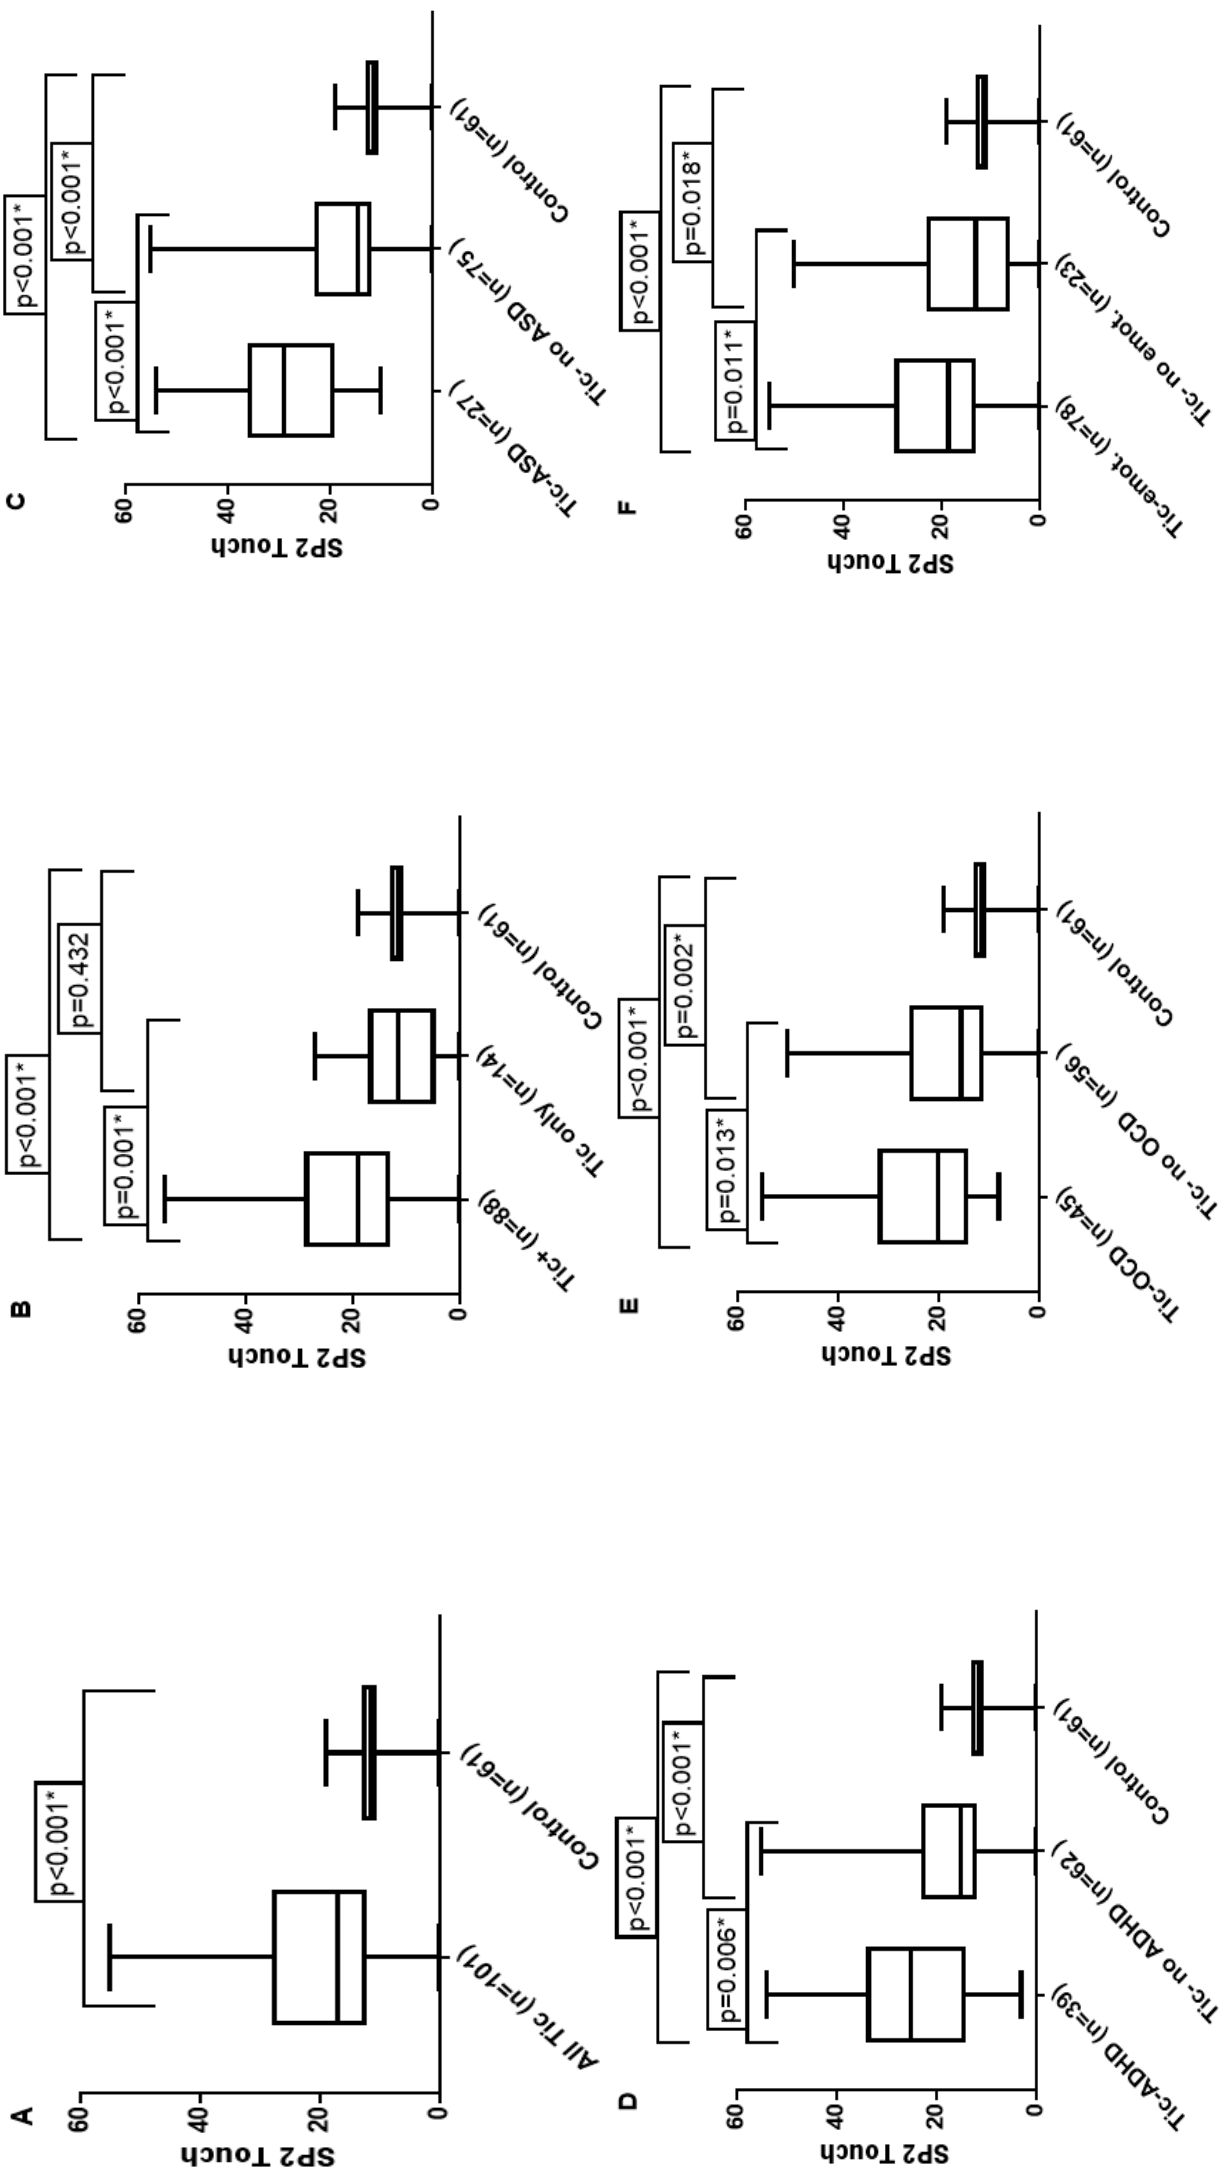 A
p<0.001*
SP2 Touch
60
40
20
0
All Tic (n=101)
Control (n=61)
B
p<0.001*
p=0.432
p=0.001*
SP2 Touch
60
40
20
0
Tic+ (n=88)
Tic only (n=14)
Control (n=61)
C
p<0.001*
p<0.001*
p<0.001*
SP2 Touch
60
40
20
0
Tic-ASD (n=27)
Tic- no ASD (n=75)
Control (n=61)
D
p<0.001*
p<0.001*
p=0.006*
SP2 Touch
60
40
20
0
Tic-ADHD (n=39)
Tic- no ADHD (n=62)
Control (n=61)
E
p<0.001*
p=0.002*
p=0.013*
SP2 Touch
60
40
20
0
Tic-OCD (n=45)
Tic- no OCD (n=56)
Control (n=61)
F
p<0.001*
p=0.018*
p=0.011*
SP2 Touch
60
40
20
0
Tic-emot. (n=78)
Tic- no emot. (n=23)
Control (n=61)